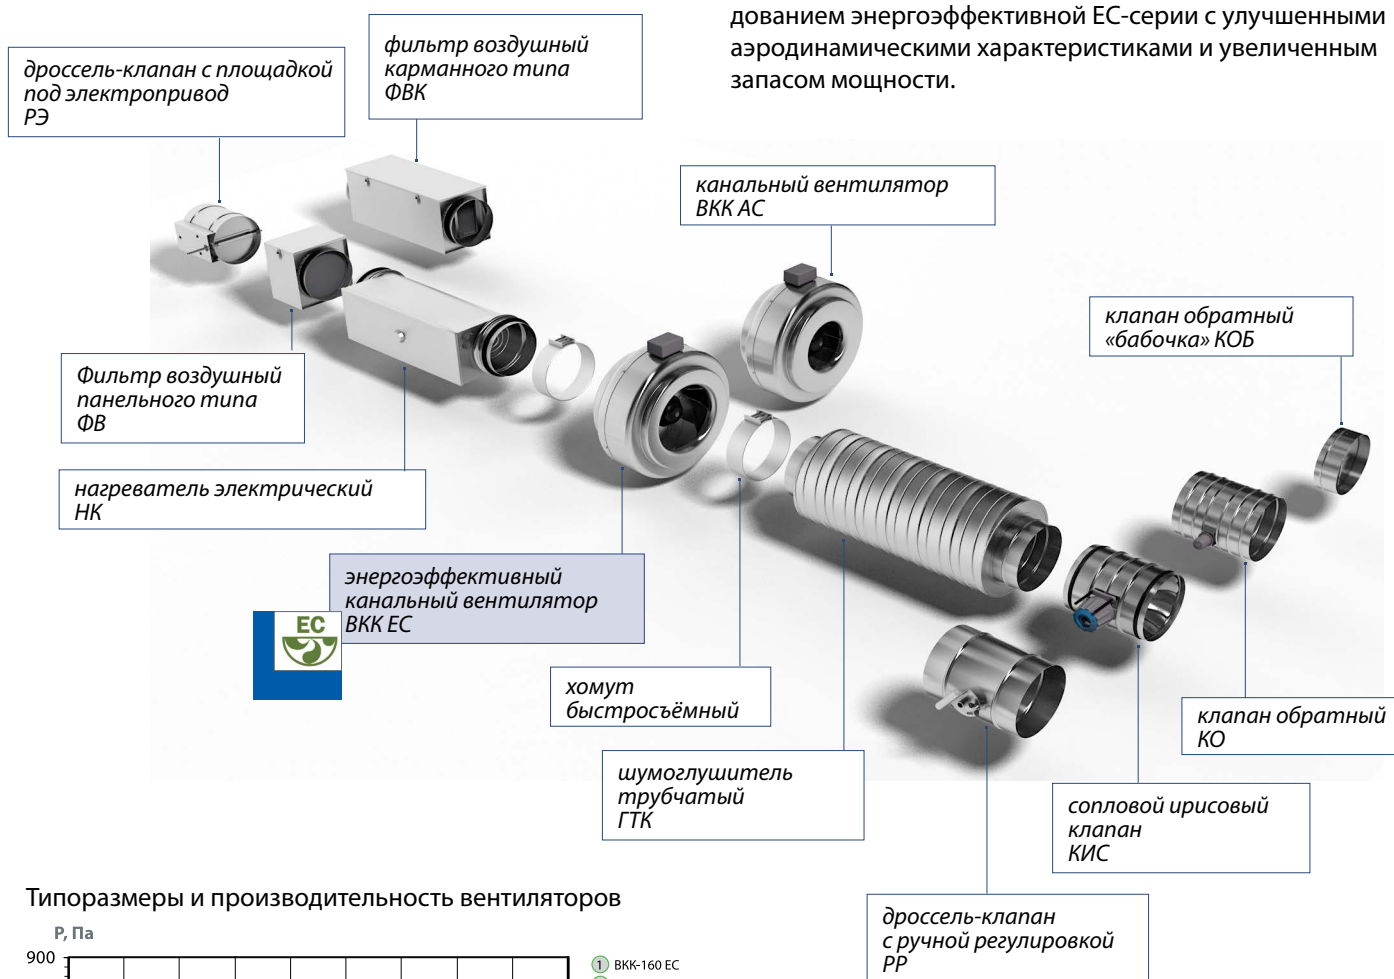 дованием энергоэффективной EC-серии с улучшенными
аэродинамическими характеристиками и увеличенным
запасом мощности.
фильтр воздушный
карманного типа
ФВК
дроссель-клапан с площадкой
под электропривод
РЭ
канальный вентилятор
ВКК АС
клапан обратный
«бабочка» КОБ
Фильтр воздушный
панельного типа
ФВ
нагреватель электрический
НК
энергоэффективный
канальный вентилятор
ВКК ЕС
EC
хомут
быстросъёмный
клапан обратный
КО
шумоглушитель
трубчатый
ГТК
сопловой ирисовый
клапан
КИС
дроссель-клапан
с ручной регулировкой
РР
Типоразмеры и производительность вентиляторов
Р, Па
900
1 ВКК-160 ЕС